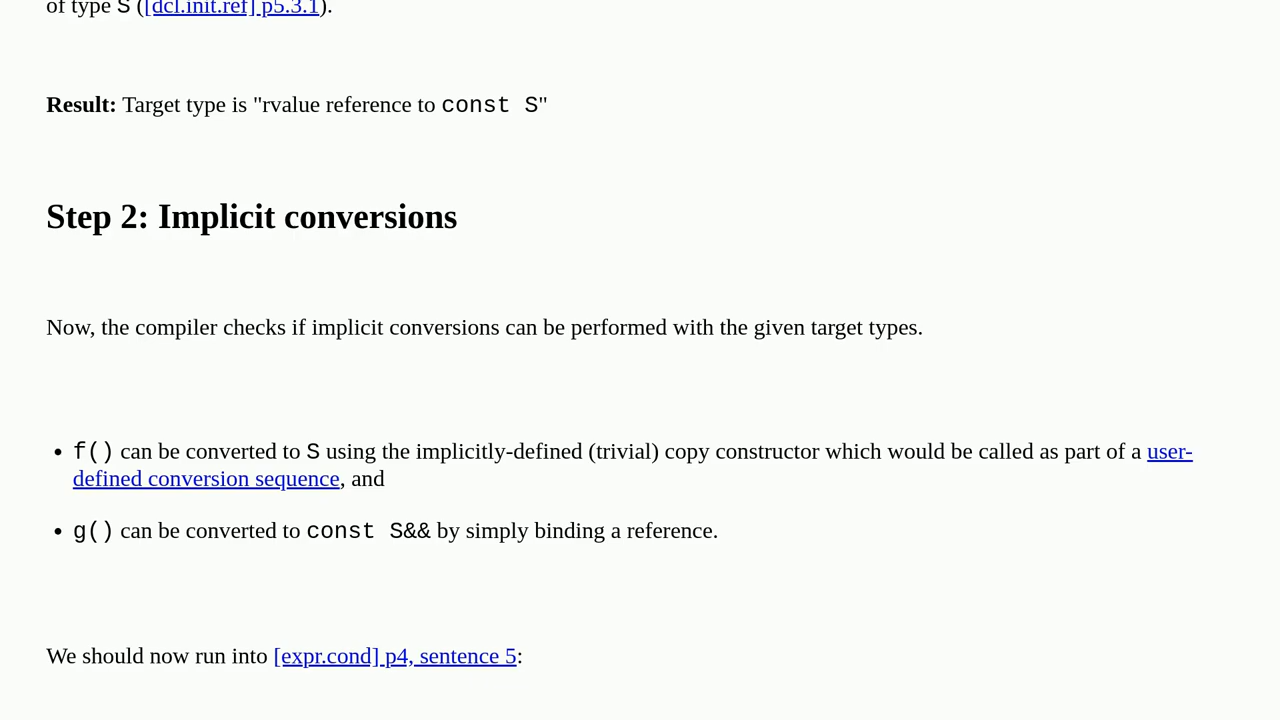 of type S ([dcl.init.ref] p5.3.1).
Result: Target type is "rvalue reference to const S"
Step 2: Implicit conversions
Now, the compiler checks if implicit conversions can be performed with the given target types.
• f() can be converted to S using the implicitly-defined (trivial) copy constructor which would be called as part of a user-
defined conversion sequence, and
• g() can be converted to const S&& by simply binding a reference.
We should now run into [expr.cond] p4, sentence 5: